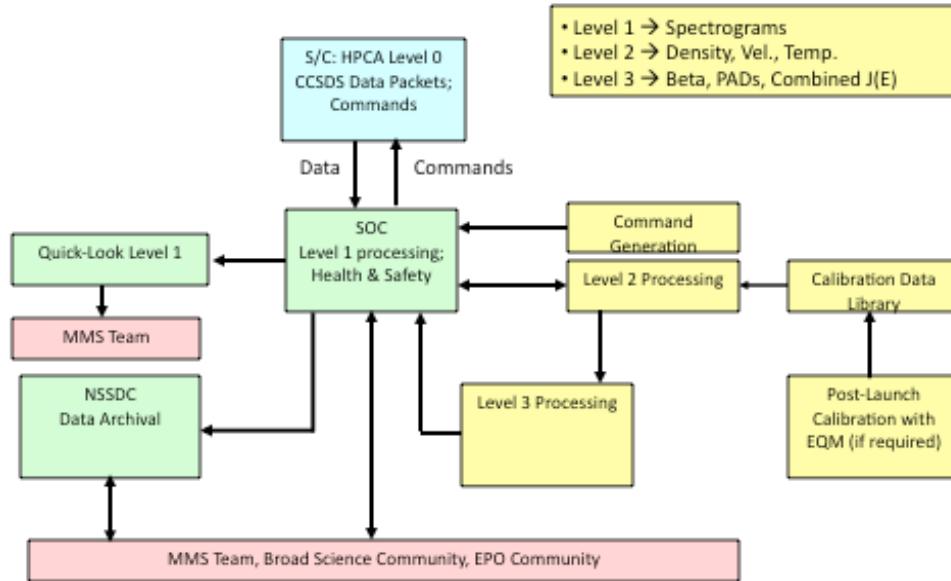 S/C: HPCA Level 0
CCSDS Data Packets;
Commands
• Level 1 → Spectrograms
• Level 2 → Density, Vel., Temp.
• Level 3 → Beta, PADs, Combined J(E)
Data
Commands
SOC
Level 1 processing;
Health & Safety
Command
Generation
Quick-Look Level 1
Level 2 Processing
Calibration Data
Library
MMS Team
NSSDC
Data Archival
Level 3 Processing
Post-Launch
Calibration with
EQM (if required)
MMS Team, Broad Science Community, EPO Community